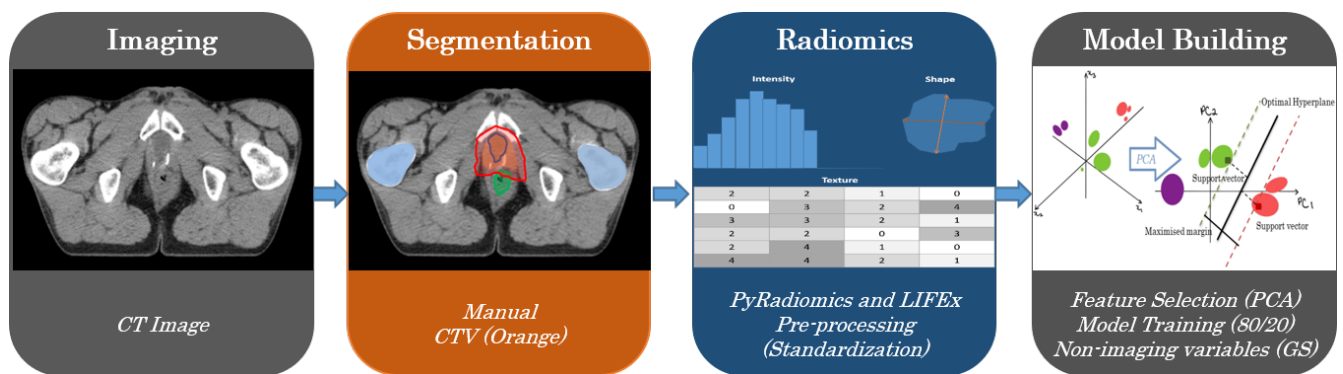 Imaging
CT Image
Segmentation
Manual
CTV (Orange)
Radiomics
Intensity
Shape
Texture
2 2 1 0
0 3 2 4
3 3 2 1
2 2 0 3
2 4 1 0
4 4 2 1
PyRadiomics and LIFEx
Pre-processing
(Standardization)
Model Building
Optimal Hyperplane
PC2
PCA
Support vector
PC1
Maximised margin
Support vector
Feature Selection (PCA)
Model Training (80/20)
Non-imaging variables (GS)